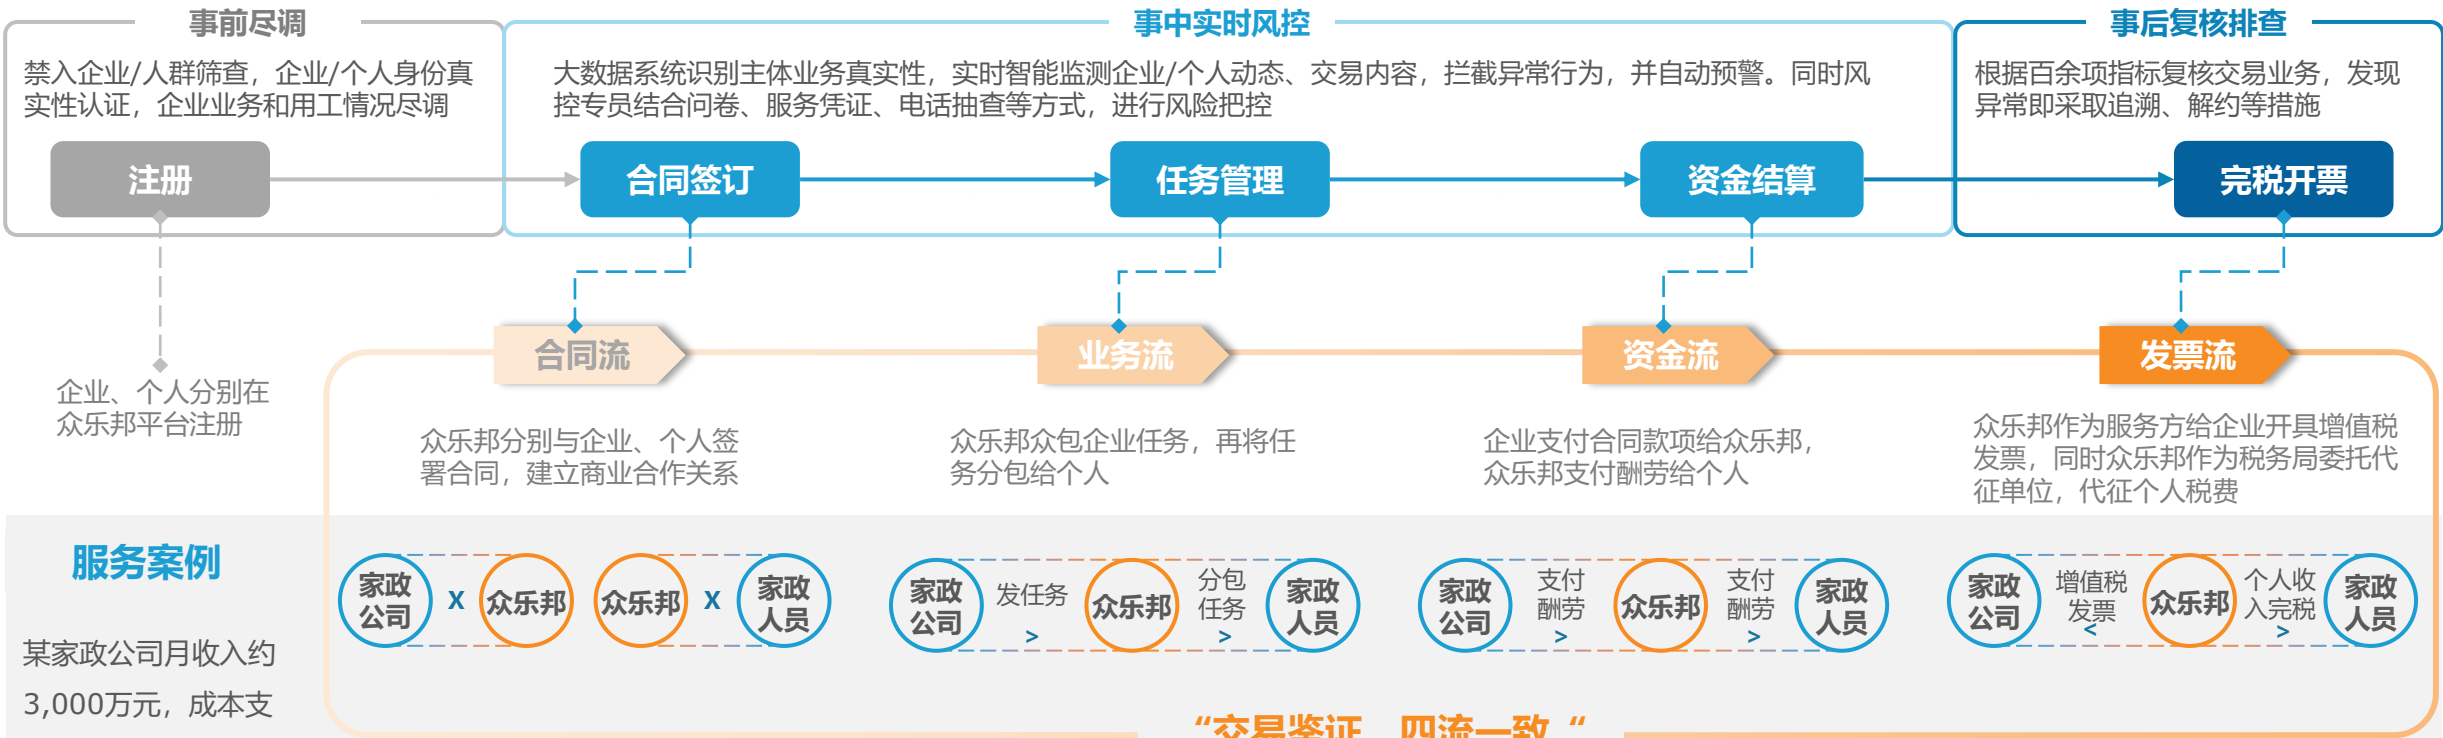 事前尽调
事中实时风控
事后复核排查
禁入企业/人群筛查，企业/个人身份真
实性认证，企业业务和用工情况尽调
大数据系统识别主体业务真实性，实时智能监测企业/个人动态、交易内容，拦截异常行为，并自动预警。同时风
控专员结合问卷、服务凭证、电话抽查等方式，进行风险把控
根据百余项指标复核交易业务，发现
异常即采取追溯、解约等措施
注册
合同签订
任务管理
资金结算
完税开票
合同流
业务流
资金流
发票流
企业、个人分别在
众乐邦平台注册
众乐邦分别与企业、个人签
署合同，建立商业合作关系
众乐邦众包企业任务，再将任
务分包给个人
企业支付合同款项给众乐邦，
众乐邦支付酬劳给个人
众乐邦作为服务方给企业开具增值税
发票，同时众乐邦作为税务局委托代
征单位，代征个人税费
服务案例
某家政公司月收入约
3,000万元，成本支
家政
公司
X
众乐邦
众乐邦
X
家政
人员
家政
公司
发任务
>
众乐邦
分包
任务
>
家政
人员
家政
公司
支付
酬劳
>
众乐邦
支付
酬劳
>
家政
人员
家政
公司
增值税
发票
<
众乐邦
个人收
入完税
>
家政
人员
“交易鉴证 四流一致“